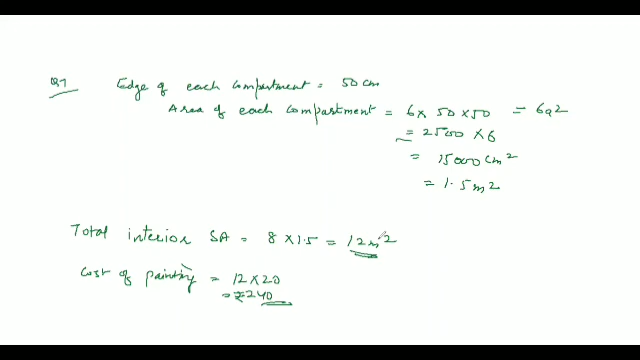 Q7 Edge of each compartment = 50 cm
Area of each compartment = 6 × 50 × 50 = 6a2
= 2500 × 6
= 15000 cm2
= 1.5 m2
Total interior SA = 8 × 1.5 = 12 m2
Cost of painting = 12 × 20
= ₹240